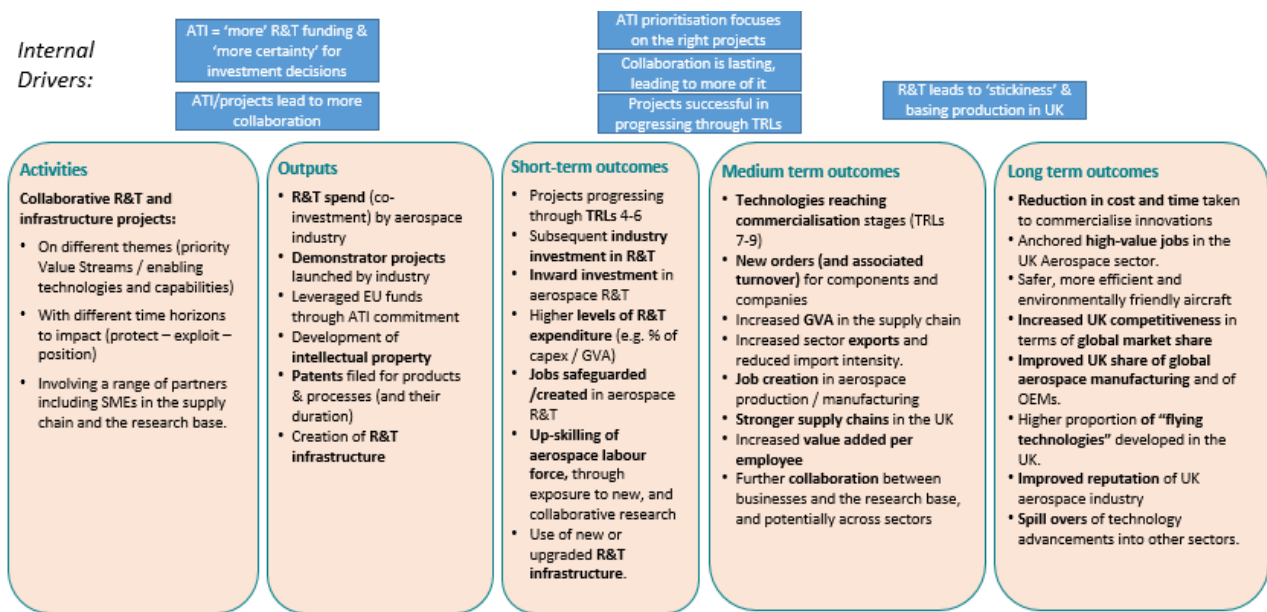 Internal
Drivers:
ATI = ‘more’ R&T funding &
‘more certainty’ for
investment decisions
ATI/projects lead to more
collaboration
ATI prioritisation focuses
on the right projects
Collaboration is lasting,
leading to more of it
Projects successful in
progressing through TRLs
R&T leads to ‘stickiness’ &
basing production in UK
Activities
Collaborative R&T and
infrastructure projects:
• On different themes (priority
Value Streams / enabling
technologies and capabilities)
• With different time horizons
to impact (protect – exploit –
position)
• Involving a range of partners
including SMEs in the supply
chain and the research base.
Outputs
• R&T spend (co-
investment) by aerospace
industry
• Demonstrator projects
launched by industry
• Leveraged EU funds
through ATI commitment
• Development of
intellectual property
• Patents filed for products
& processes (and their
duration)
• Creation of R&T
infrastructure
Short-term outcomes
• Projects progressing
through TRLs 4-6
• Subsequent industry
investment in R&T
• Inward investment in
aerospace R&T
• Higher levels of R&T
expenditure (e.g. % of
capex / GVA)
• Jobs safeguarded
/created in aerospace
R&T
• Up-skilling of
aerospace labour
force, through
exposure to new, and
collaborative research
• Use of new or
upgraded R&T
infrastructure.
Medium term outcomes
• Technologies reaching
commercialisation stages (TRLs
7-9)
• New orders (and associated
turnover) for components and
companies
• Increased GVA in the supply chain
• Increased sector exports and
reduced import intensity.
• Job creation in aerospace
production / manufacturing
• Stronger supply chains in the UK
• Increased value added per
employee
• Further collaboration between
businesses and the research base,
and potentially across sectors
Long term outcomes
• Reduction in cost and time taken
to commercialise innovations
• Anchored high-value jobs in the
UK Aerospace sector.
• Safer, more efficient and
environmentally friendly aircraft
• Increased UK competitiveness in
terms of global market share
• Improved UK share of global
aerospace manufacturing and of
OEMs.
• Higher proportion of “flying
technologies” developed in the
UK.
• Improved reputation of UK
aerospace industry
• Spill overs of technology
advancements into other sectors.